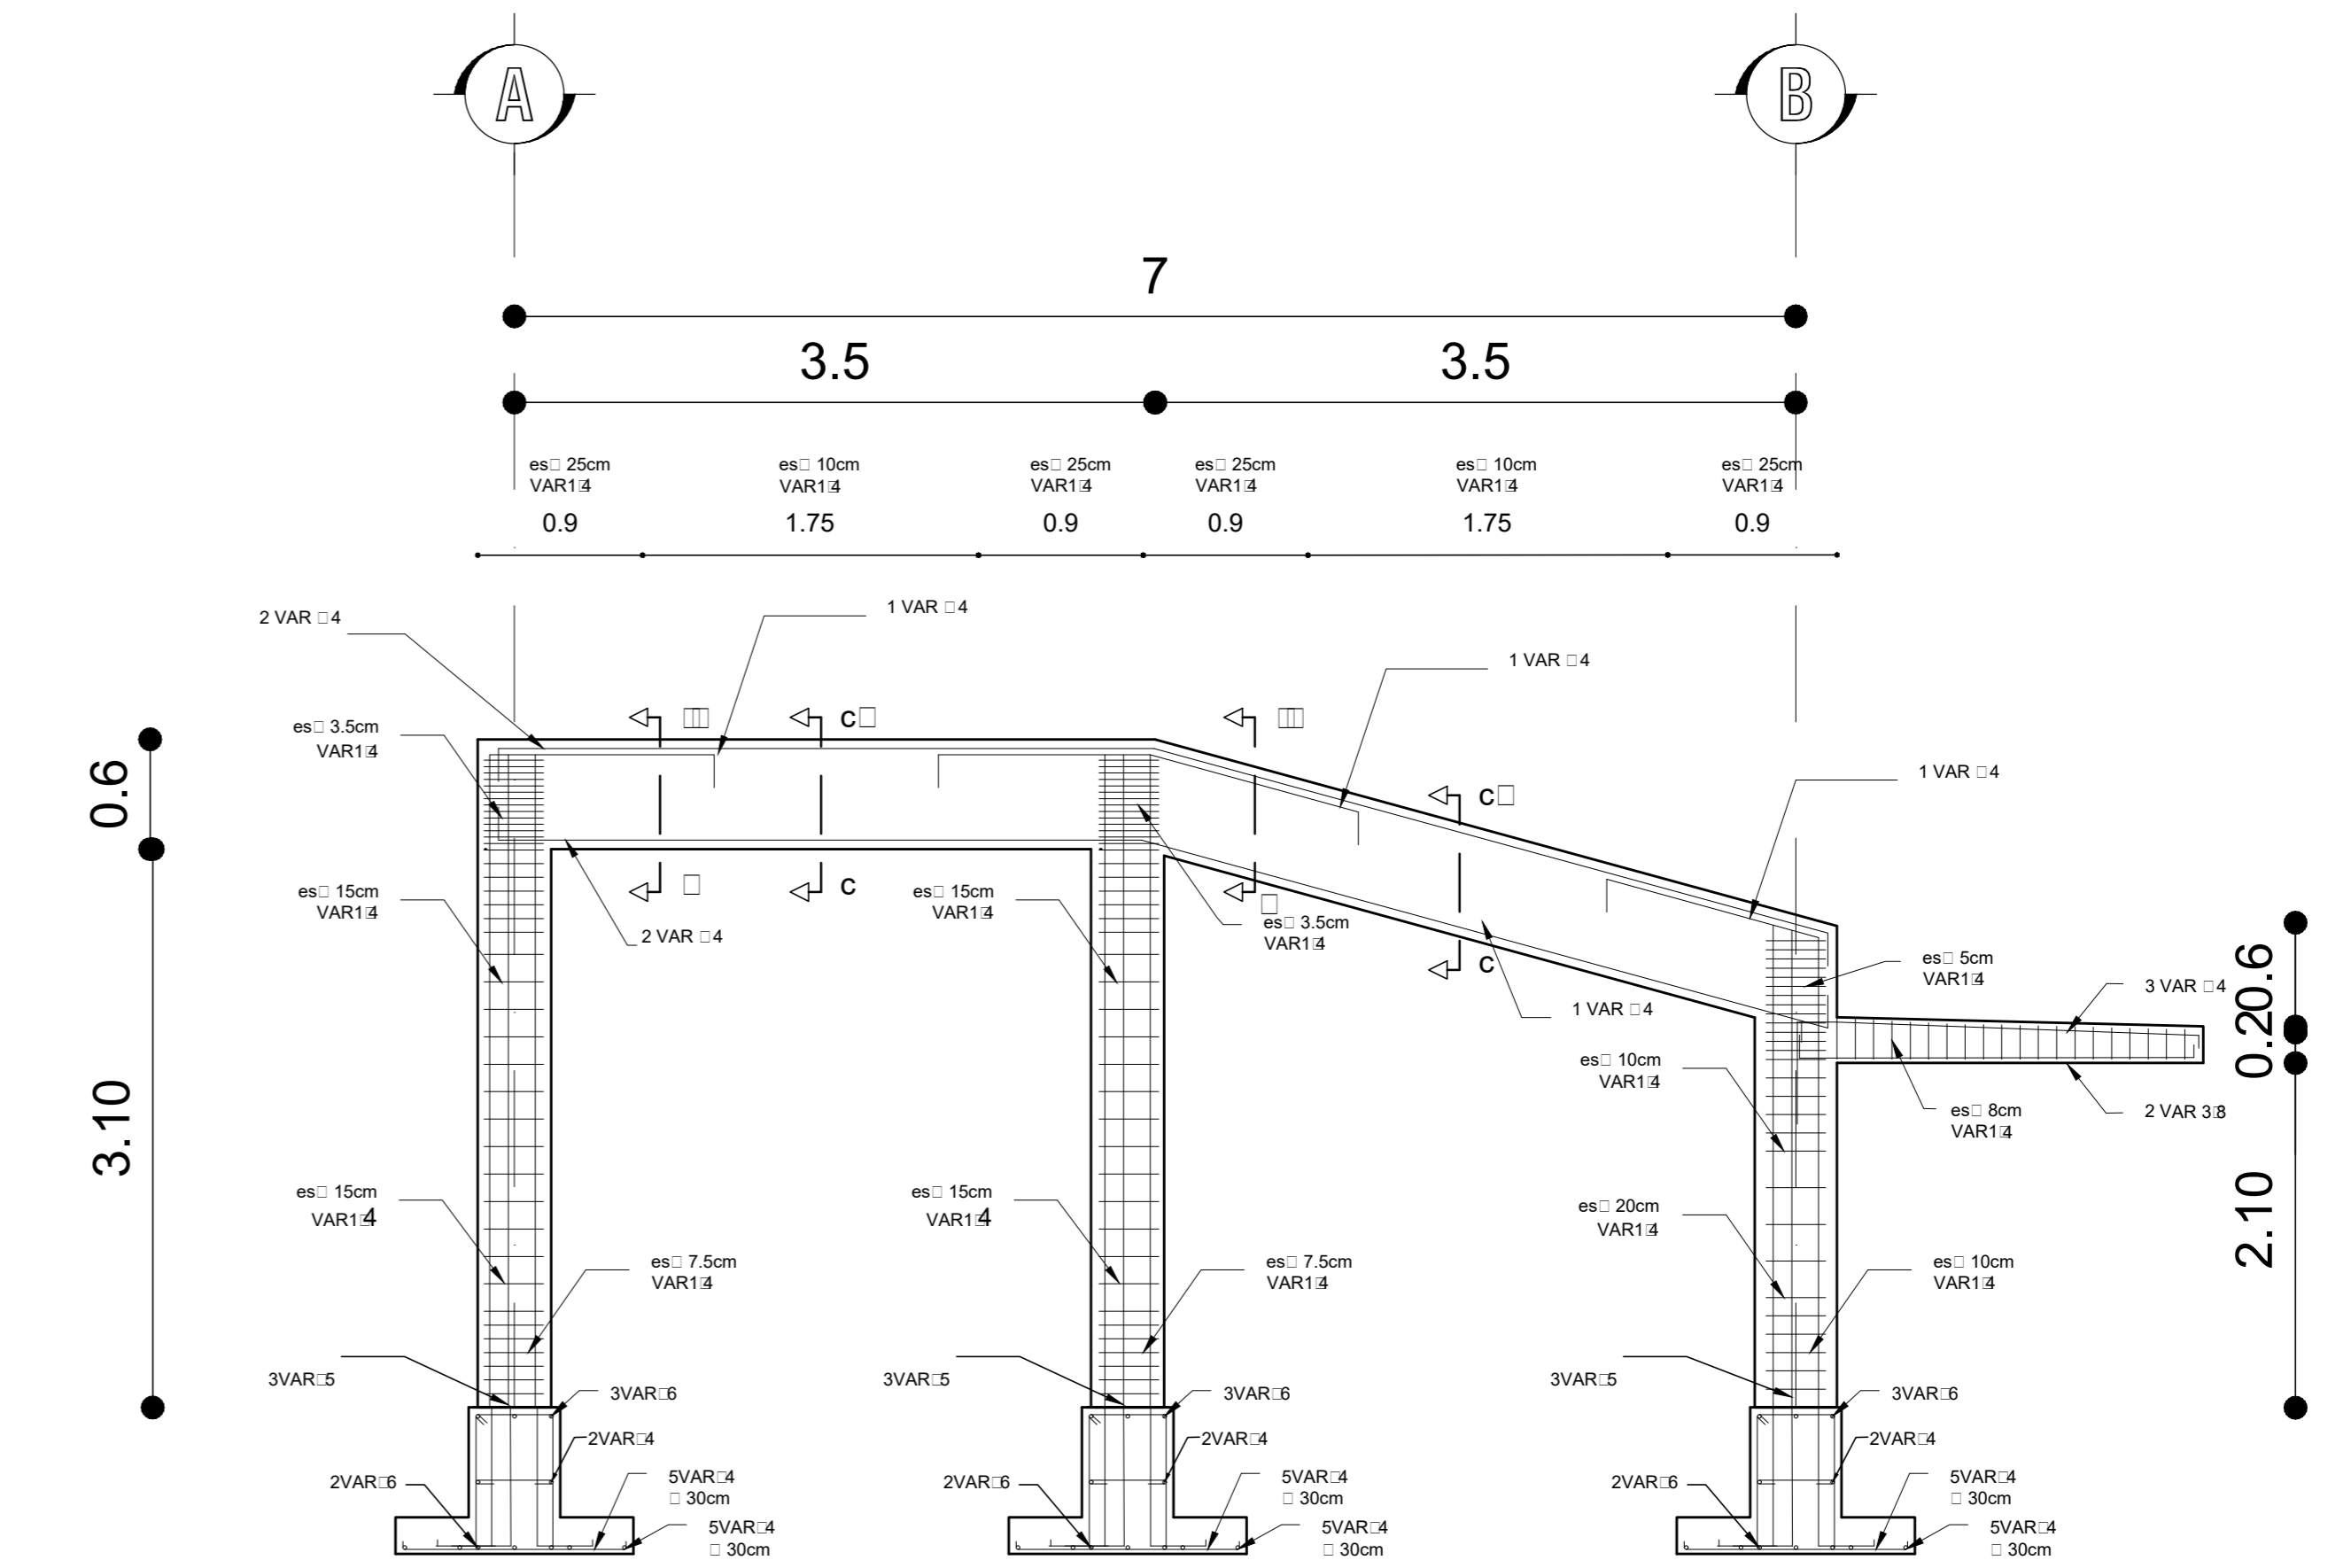 A
B
7
3.5
3.5
es□ 25cm
VAR1□4
es□ 10cm
VAR1□4
es□ 25cm
VAR1□4
es□ 25cm
VAR1□4
es□ 10cm
VAR1□4
es□ 25cm
VAR1□4
0.9
1.75
0.9
0.9
1.75
0.9
2 VAR □4
1 VAR □4
1 VAR □4
1 VAR □4
es□ 3.5cm
VAR1□4
c□
c□
0.6
3.10
es□ 15cm
VAR1□4
c
2 VAR □4
es□ 15cm
VAR1□4
es□ 3.5cm
VAR1□4
c
1 VAR □4
es□ 5cm
VAR1□4
3 VAR □4
0.6
0.2
2.10
es□ 10cm
VAR1□4
es□ 8cm
VAR1□4
2 VAR 3□8
es□ 15cm
VAR1□4
es□ 15cm
VAR1□4
es□ 20cm
VAR1□4
es□ 7.5cm
VAR1□4
es□ 7.5cm
VAR1□4
es□ 10cm
VAR1□4
3VAR□5
3VAR□6
3VAR□5
3VAR□6
3VAR□5
3VAR□6
2VAR□4
2VAR□4
2VAR□4
2VAR□6
5VAR□4
□ 30cm
2VAR□6
5VAR□4
□ 30cm
2VAR□6
5VAR□4
□ 30cm
5VAR□4
□ 30cm
5VAR□4
□ 30cm
5VAR□4
□ 30cm